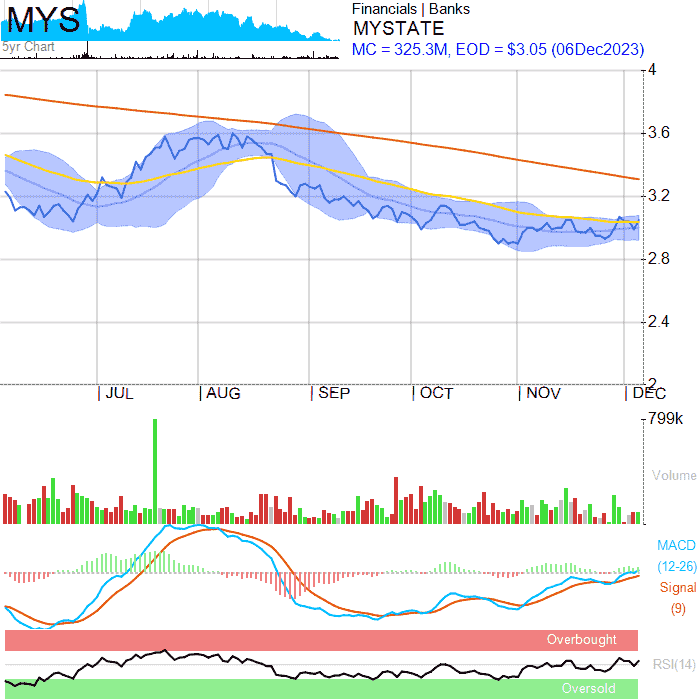 MYS
5yr Chart
Financials | Banks
MYSTATE
MC = 325.3M, EOD = $3.05 (06Dec2023)
4
3.6
3.2
2.8
2.4
2
JUL
AUG
SEP
OCT
NOV
DEC
799k
Volume
MACD
(12-26)
Signal
(9)
Overbought
RSI(14)
Oversold